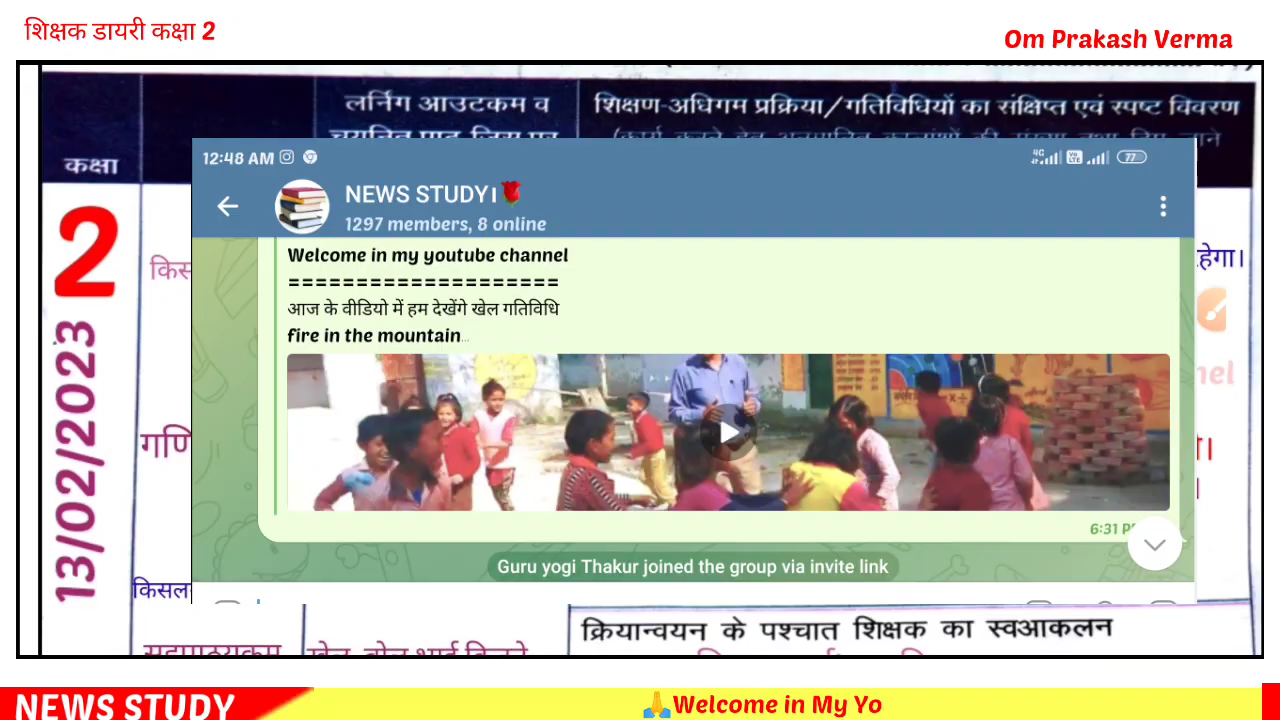 शिक्षक डायरी कक्षा 2
Om Prakash Verma
लर्निंग आउटकम व
शिक्षण-अधिगम प्रक्रिया/गतिविधियों का संक्षिप्त एवं स्पष्ट विवरण
कक्षा
12:48 AM
4G
77
NEWS STUDY।🌹
1297 members, 8 online
2
13/02/2023
Welcome in my youtube channel
====================
आज के वीडियो में हम देखेंगे खेल गतिविधि
fire in the mountain...
6:31 P
Guru yogi Thakur joined the group via invite link
क्रियान्वयन के पश्चात शिक्षक का स्वआकलन
NEWS STUDY
🙏Welcome in My Yo